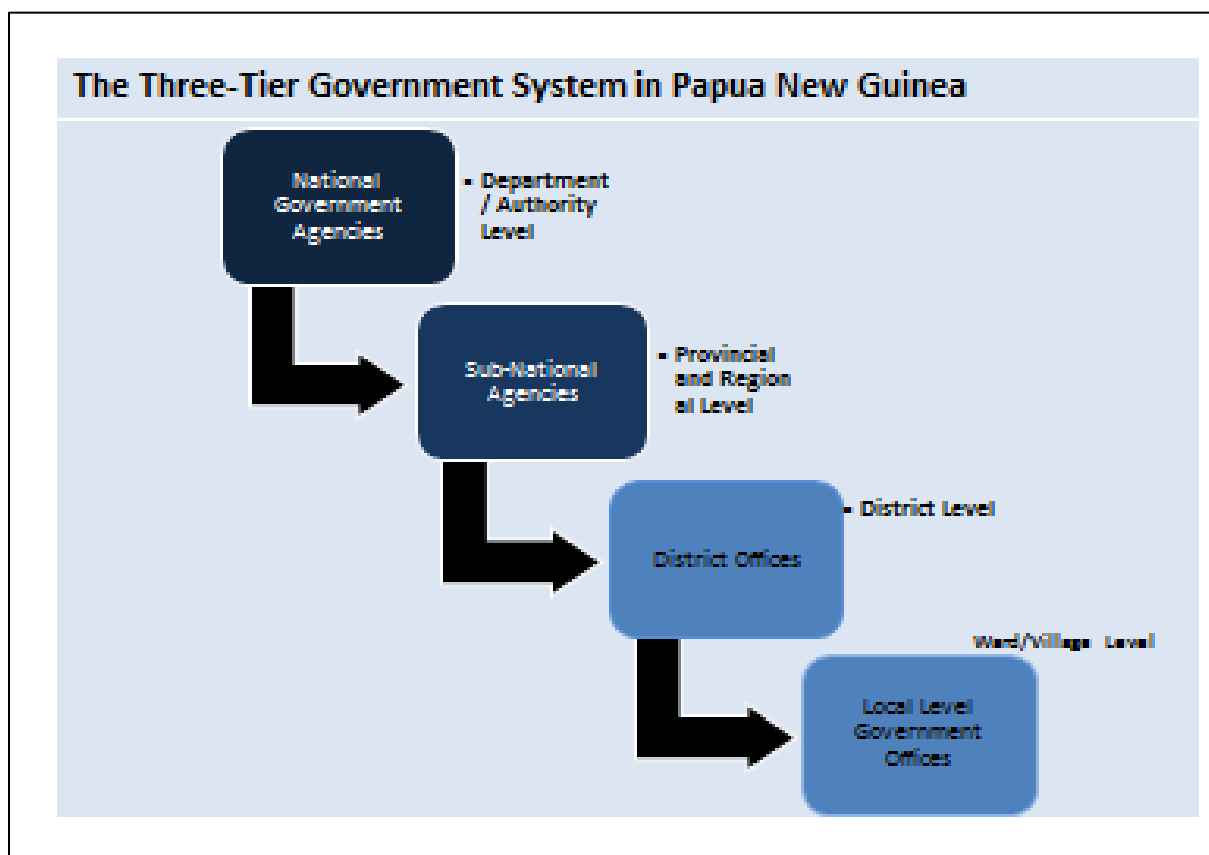 The Three-Tier Government System in Papua New Guinea
National
Government
Agencies
▪ Department
/ Authority
Level
Sub-National
Agencies
▪ Provincial
and Region
al Level
District Offices
▪ District Level
Ward/Village Level
Local Level
Government
Offices